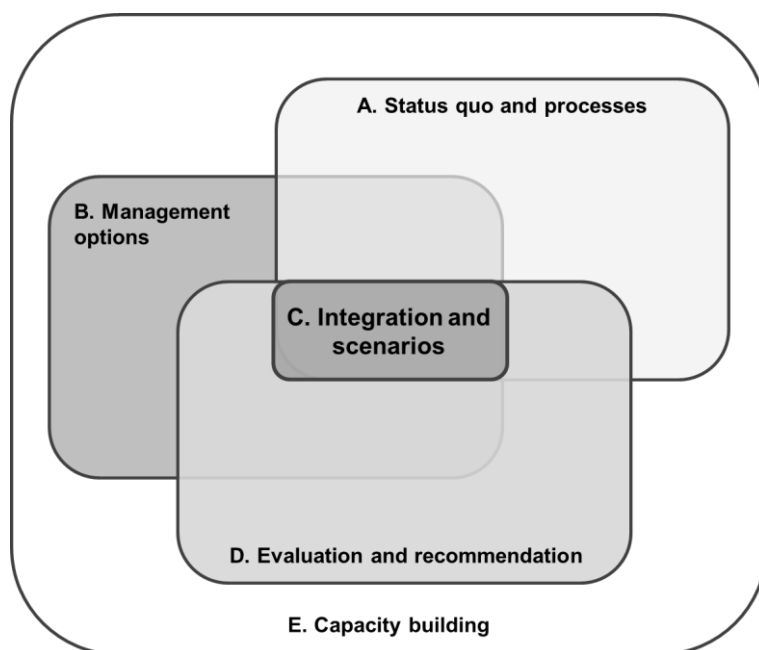 A. Status quo and processes
B. Management
options
C. Integration and
scenarios
D. Evaluation and recommendation
E. Capacity building